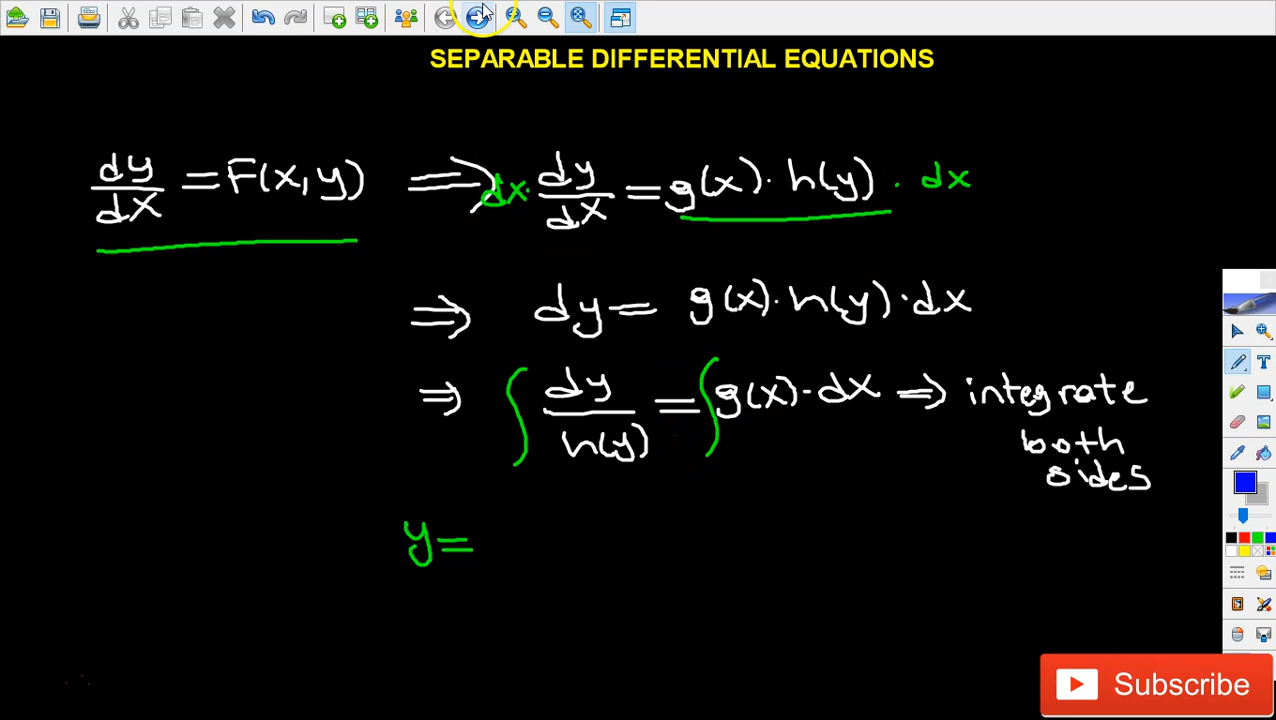 SEPARABLE DIFFERENTIAL EQUATIONS
dy/dx = F(x,y) ⟹ dx· dy/dx = g(x)·h(y) · dx
⟹ dy = g(x)·h(y)·dx
⟹ ∫ dy/h(y) = ∫ g(x)·dx ⟹ integrate
both
sides
y=
T
Subscribe